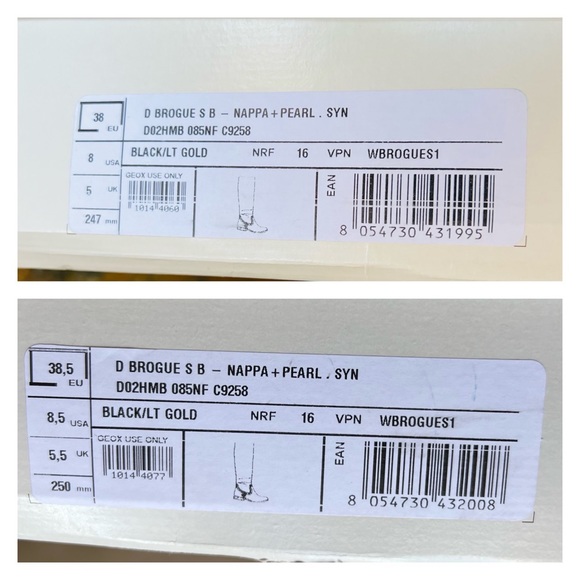 38 EU
D BROGUE S B – NAPPA+PEARL . SYN
D02HMB 085NF C9258
8 USA
BLACK/LT GOLD NRF 16 VPN WBROGUES1
5 UK
GEOX USE ONLY
1014 4060
EAN
247 mm
8 054730 431995
38,5 EU
D BROGUE S B – NAPPA+PEARL . SYN
D02HMB 085NF C9258
8,5 USA
BLACK/LT GOLD NRF 16 VPN WBROGUES1
5,5 UK
GEOX USE ONLY
1014 4077
EAN
250 mm
8 054730 432008